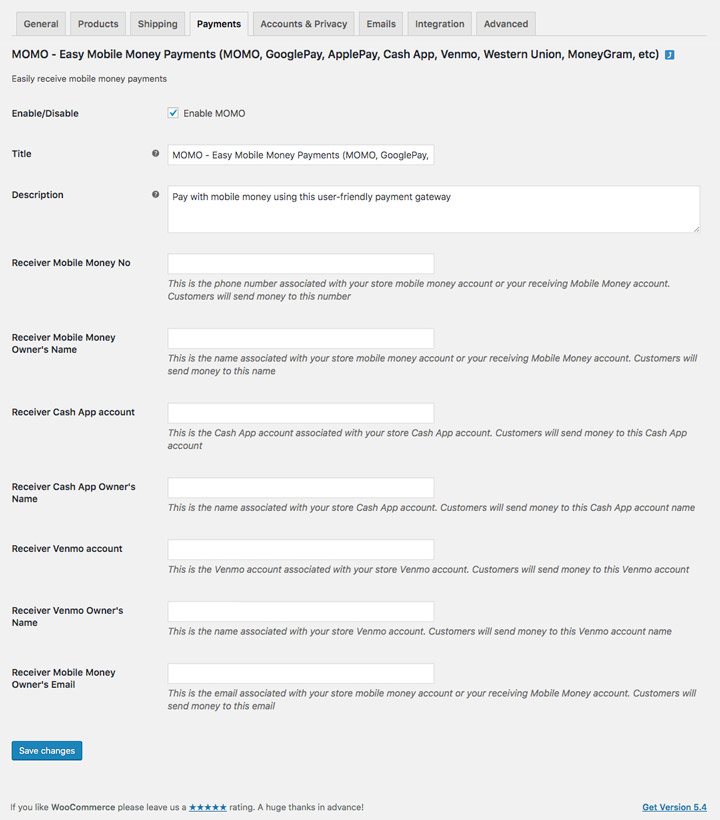 General Products Shipping Payments Accounts & Privacy Emails Integration Advanced
MOMO - Easy Mobile Money Payments (MOMO, GooglePay, ApplePay, Cash App, Venmo, Western Union, MoneyGram, etc)
Easily receive mobile money payments
Enable/Disable Enable MOMO
Title MOMO - Easy Mobile Money Payments (MOMO, GooglePay,
Description Pay with mobile money using this user-friendly payment gateway
Receiver Mobile Money No
This is the phone number associated with your store mobile money account or your receiving Mobile Money account.
Customers will send money to this number
Receiver Mobile Money
Owner's Name
This is the name associated with your store mobile money account or your receiving Mobile Money account. Customers will
send money to this name
Receiver Cash App account
This is the Cash App account associated with your store Cash App account. Customers will send money to this Cash App
account
Receiver Cash App Owner's
Name
This is the name associated with your store Cash App account. Customers will send money to this Cash App account name
Receiver Venmo account
This is the Venmo account associated with your store Venmo account. Customers will send money to this Venmo account
Receiver Venmo Owner's
Name
This is the name associated with your store Venmo account. Customers will send money to this Venmo account name
Receiver Mobile Money
Owner's Email
This is the email associated with your store mobile money account or your receiving Mobile Money account. Customers will
send money to this email
Save changes
If you like WooCommerce please leave us a ★★★★★ rating. A huge thanks in advance! Get Version 5.4